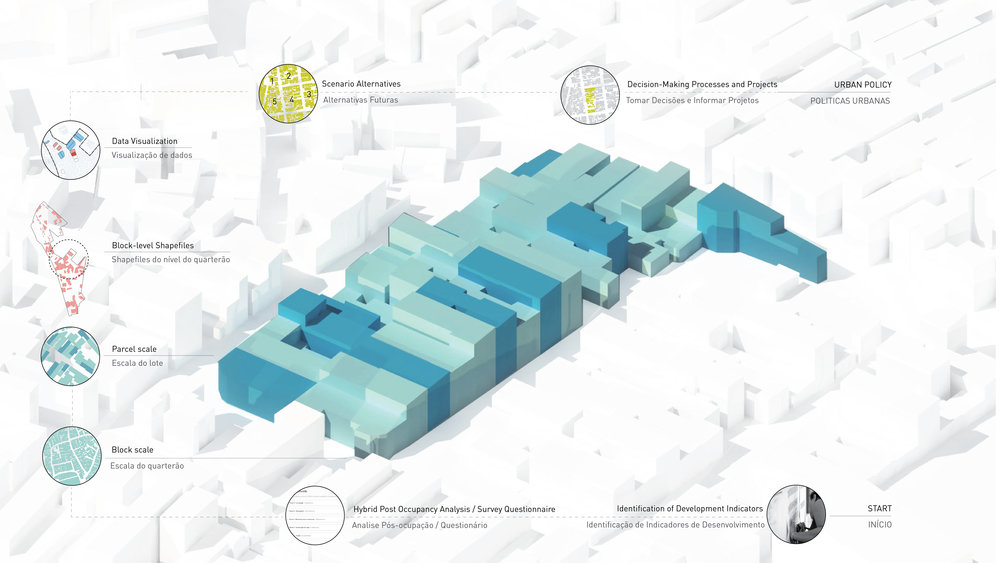 Scenario Alternatives
Alternativas Futuras
Decision-Making Processes and Projects
Tomar Decisões e Informar Projetos
URBAN POLICY
POLITICAS URBANAS
1
2
3
4
5
Data Visualization
Visualização de dados
Block-level Shapefiles
Shapefiles do nível do quarterão
Parcel scale
Escala do lote
Block scale
Escala do quarterão
Hybrid Post Occupancy Analysis / Survey Questionnaire
Analise Pós-ocupação / Questionário
Identification of Development Indicators
Identificação de Indicadores de Desenvolvimento
START
INÍCIO